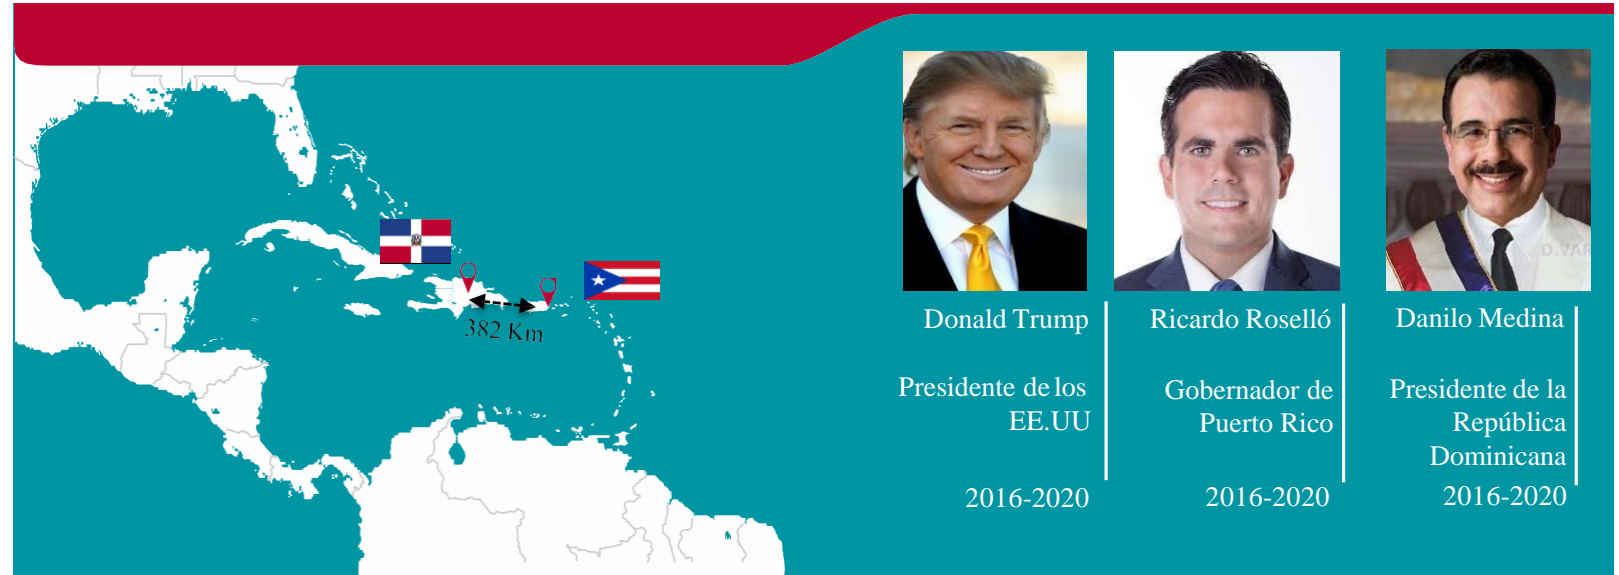 382 Km
Donald Trump
Presidente de los
EE.UU
2016-2020
Ricardo Roselló
Gobernador de
Puerto Rico
2016-2020
Danilo Medina
Presidente de la
República
Dominicana
2016-2020
D.VAR